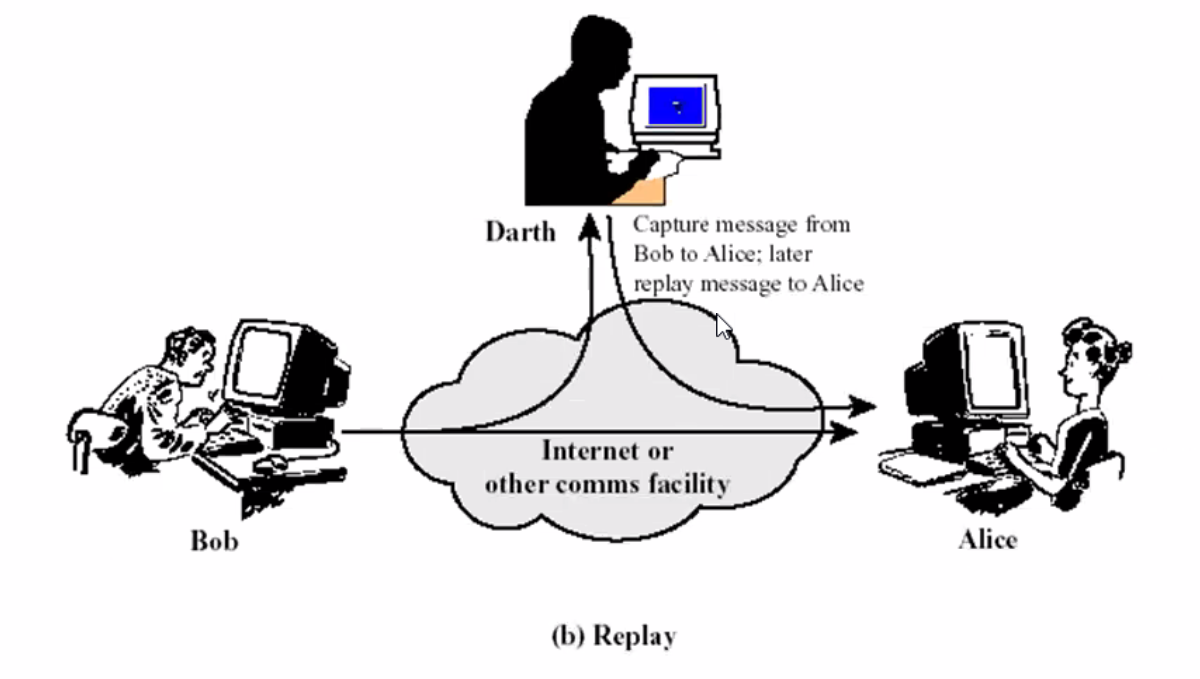 Darth
Capture message from
Bob to Alice; later
replay message to Alice
Internet or
other comms facility
Bob
Alice
(b) Replay